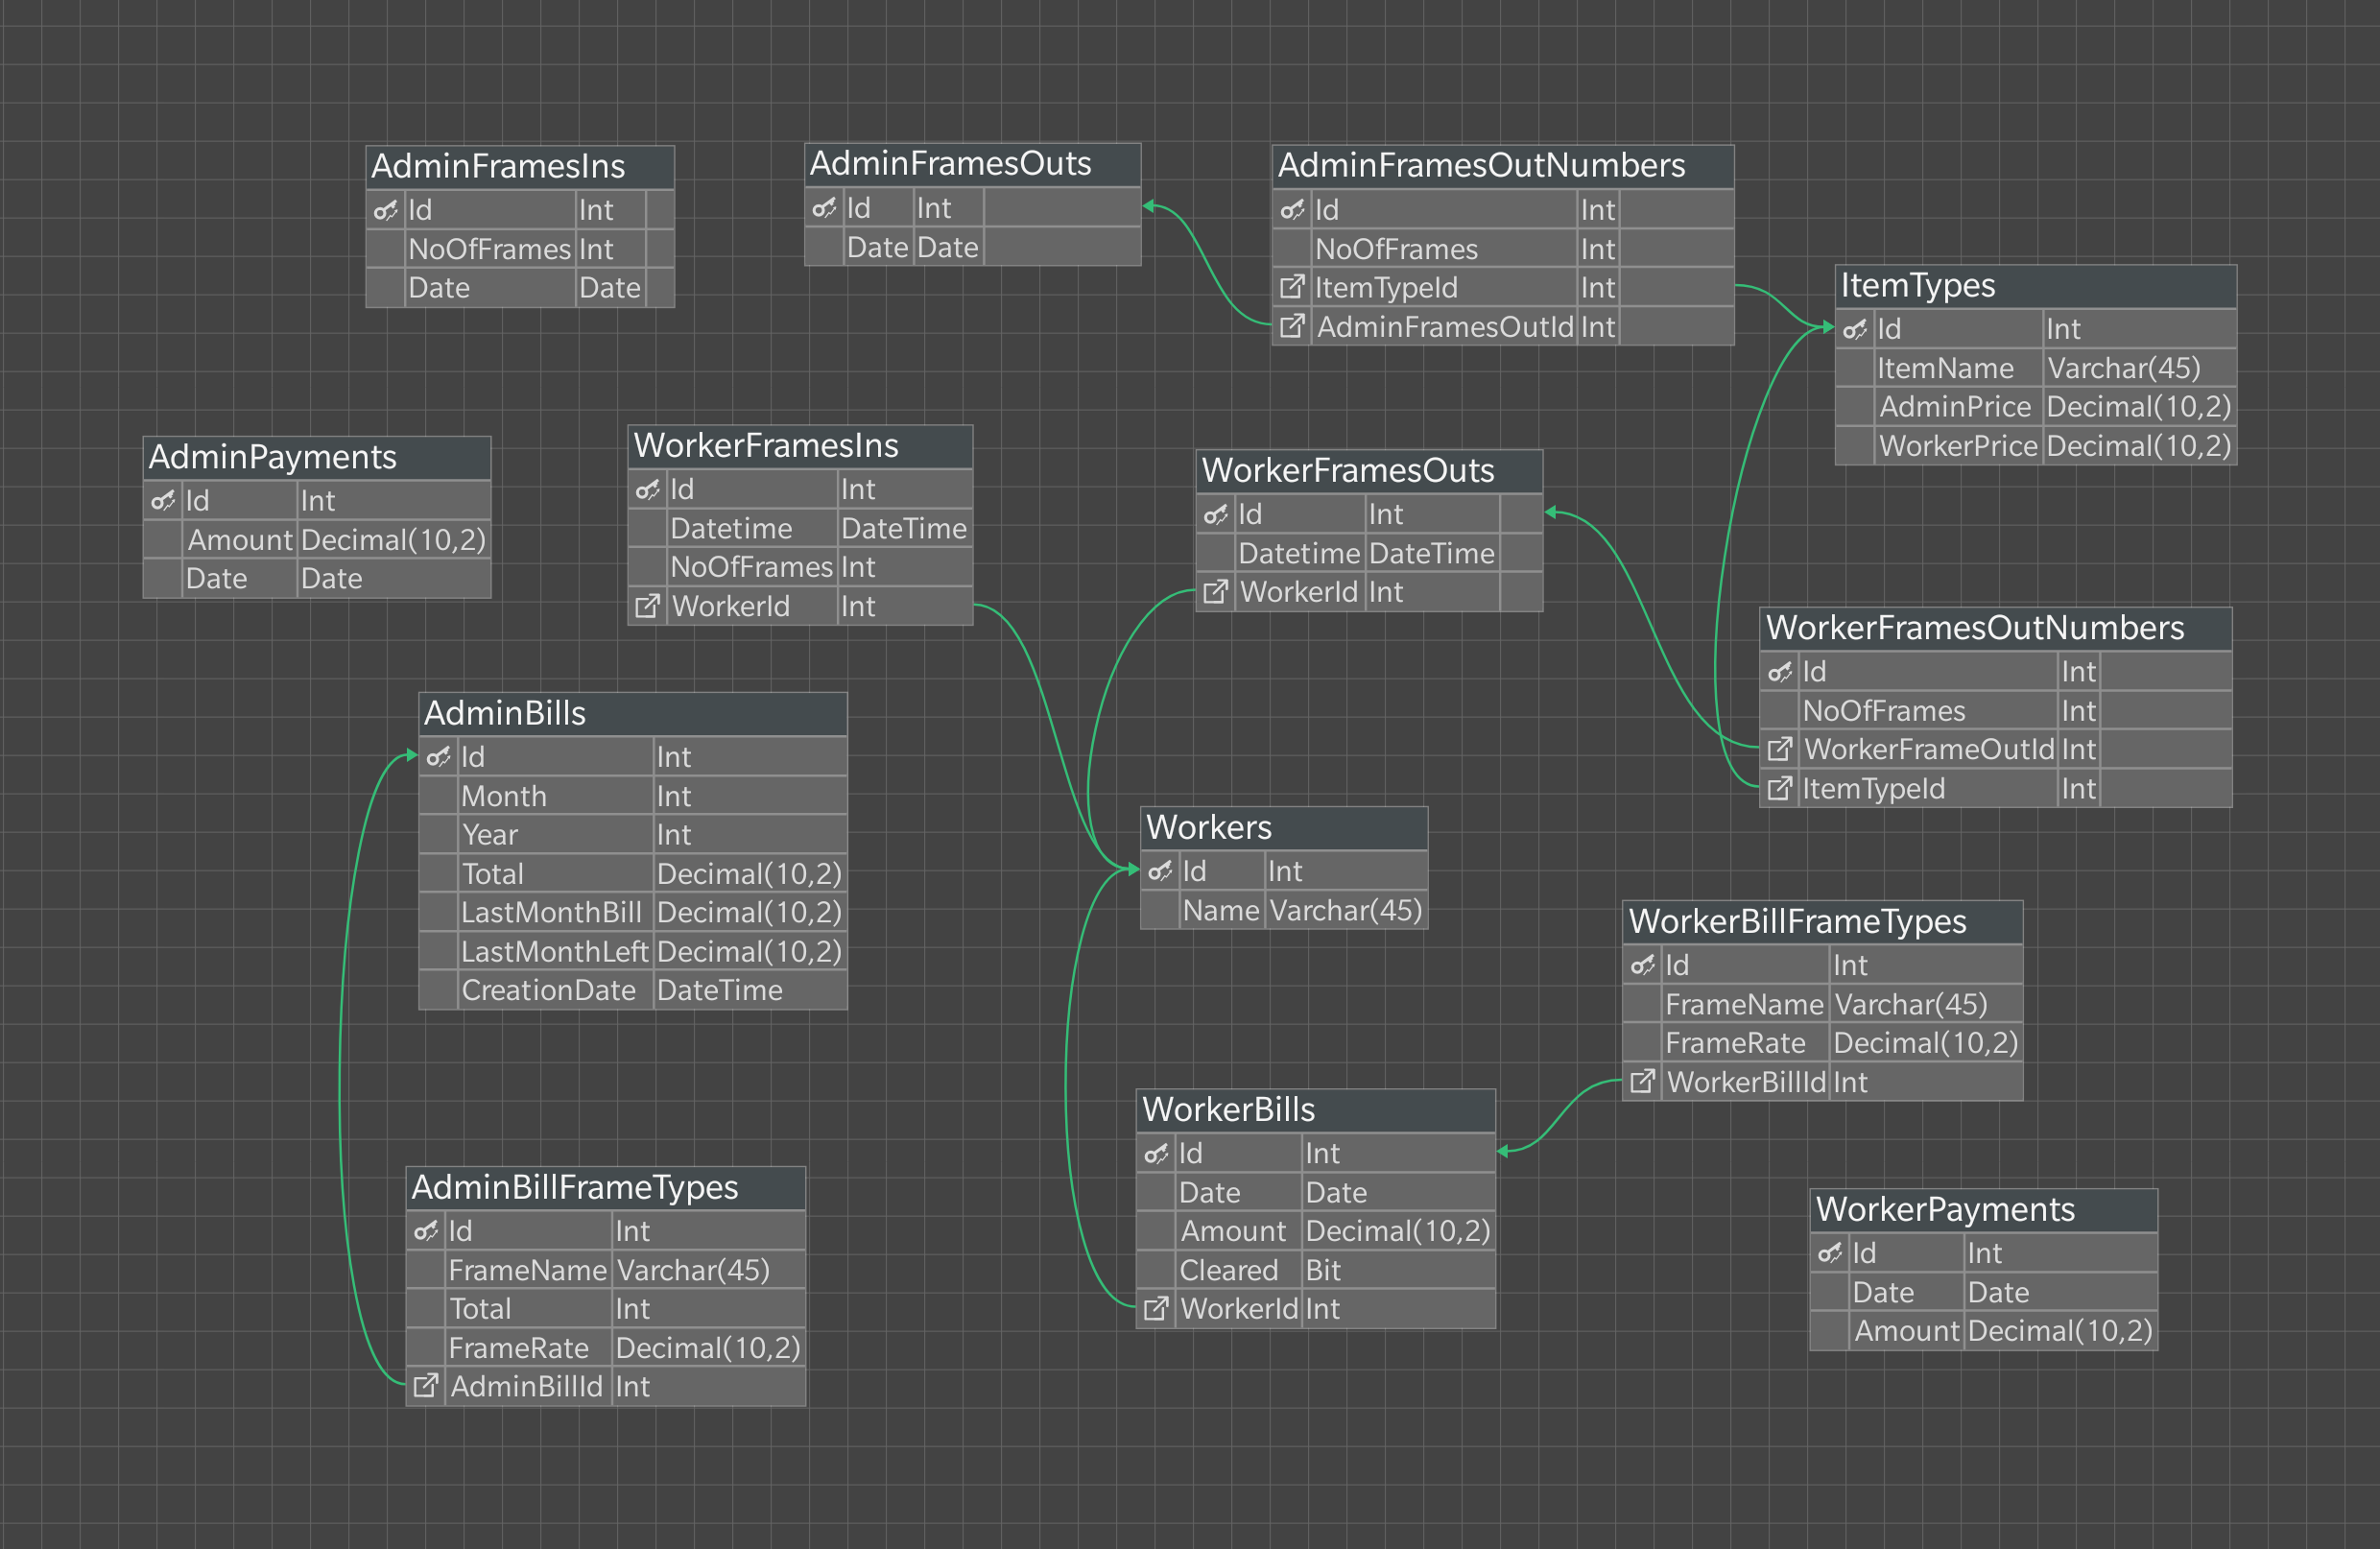 AdminFramesIns
Id Int
NoOfFrames Int
Date Date
AdminFramesOuts
Id Int
Date Date
AdminFramesOutNumbers
Id Int
NoOfFrames Int
ItemTypeId Int
AdminFramesOutId Int
ItemTypes
Id Int
ItemName Varchar(45)
AdminPrice Decimal(10,2)
WorkerPrice Decimal(10,2)
AdminPayments
Id Int
Amount Decimal(10,2)
Date Date
WorkerFramesIns
Id Int
Datetime DateTime
NoOfFrames Int
WorkerId Int
WorkerFramesOuts
Id Int
Datetime DateTime
WorkerId Int
WorkerFramesOutNumbers
Id Int
NoOfFrames Int
WorkerFrameOutId Int
ItemTypeId Int
AdminBills
Id Int
Month Int
Year Int
Total Decimal(10,2)
LastMonthBill Decimal(10,2)
LastMonthLeft Decimal(10,2)
CreationDate DateTime
Workers
Id Int
Name Varchar(45)
WorkerBillFrameTypes
Id Int
FrameName Varchar(45)
FrameRate Decimal(10,2)
WorkerBillId Int
WorkerBills
Id Int
Date Date
Amount Decimal(10,2)
Cleared Bit
WorkerId Int
AdminBillFrameTypes
Id Int
FrameName Varchar(45)
Total Int
FrameRate Decimal(10,2)
AdminBillId Int
WorkerPayments
Id Int
Date Date
Amount Decimal(10,2)